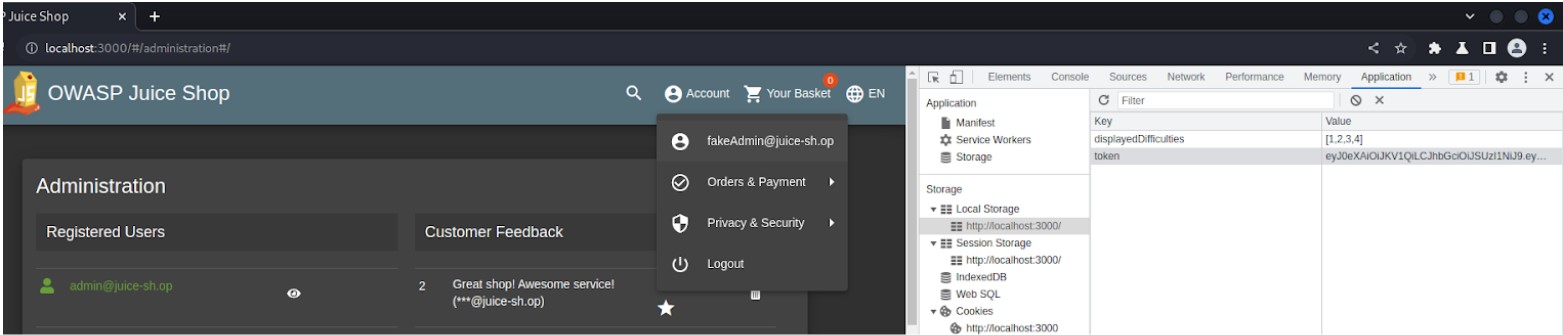 Juice Shop
localhost:3000/#/administration#/
OWASP Juice Shop
Account
0
Your Basket
EN
fakeAdmin@juice-sh.op
Orders & Payment
Privacy & Security
Logout
Administration
Registered Users
Customer Feedback
admin@juice-sh.op
2
Great shop! Awesome service!
(***@juice-sh.op)
Elements Console Sources Network Performance Memory Application » 1
Application
Manifest
Service Workers
Storage
Storage
Local Storage
http://localhost:3000/
Session Storage
http://localhost:3000/
IndexedDB
Web SQL
Cookies
http://localhost:3000
Filter
Key Value
displayedDifficulties [1,2,3,4]
token eyJ0eXAiOiJKV1QiLCJhbGciOiJSUzI1NiJ9.ey…